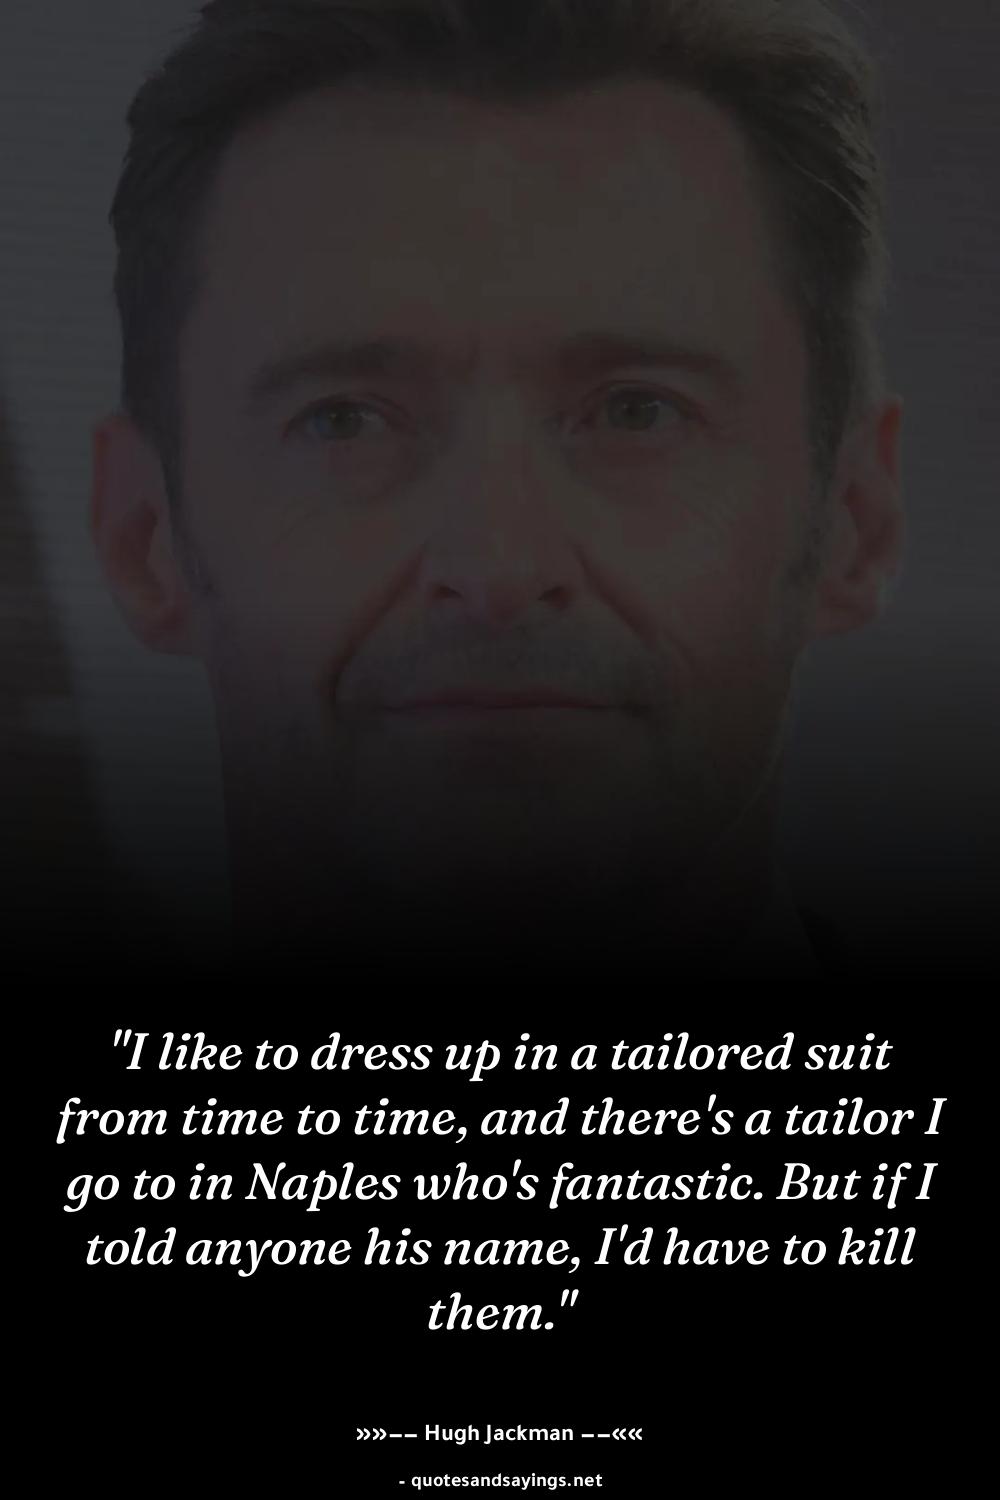 "I like to dress up in a tailored suit
from time to time, and there's a tailor I
go to in Naples who's fantastic. But if I
told anyone his name, I'd have to kill
them."
»»−− Hugh Jackman −−««
- quotesandsayings.net